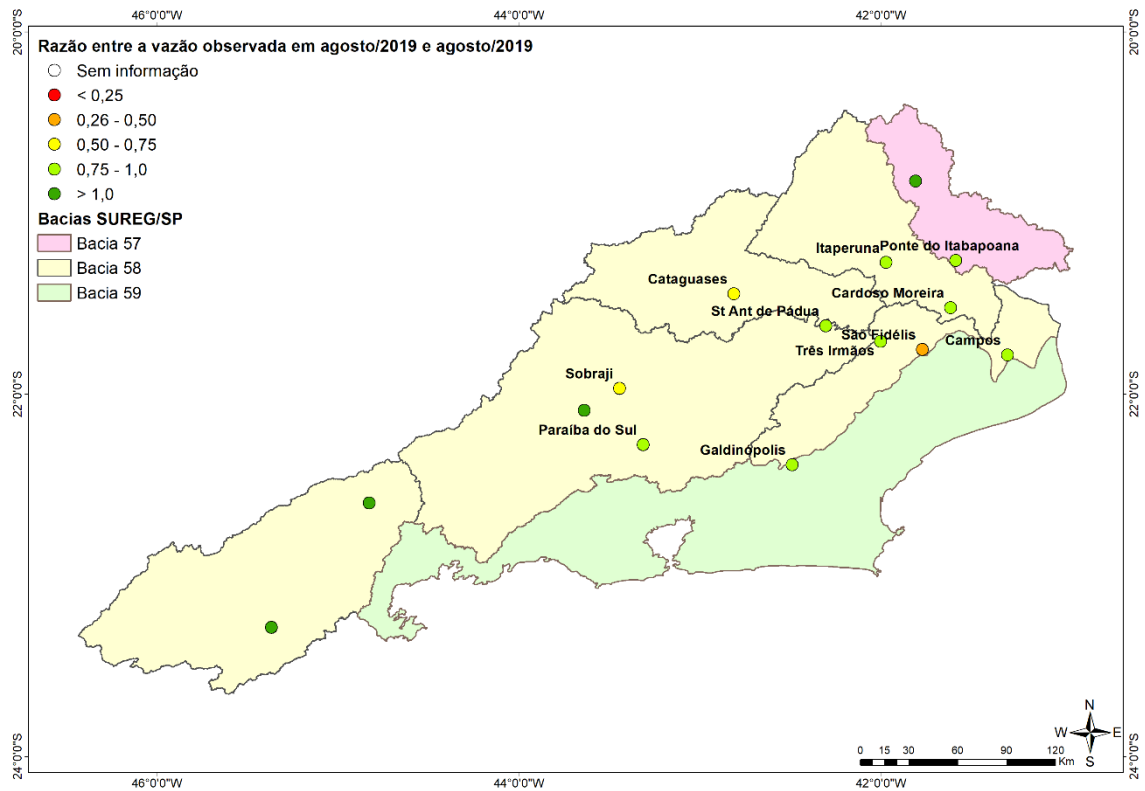 46°0'0"W 44°0'0"W 42°0'0"W
20°0'0"S 20°0'0"S
Razão entre a vazão observada em agosto/2019 e agosto/2019
Sem informação
< 0,25
0,26 - 0,50
0,50 - 0,75
0,75 - 1,0
> 1,0
Bacias SUREG/SP
Bacia 57
Bacia 58
Bacia 59
Itaperuna Ponte do Itabapoana
Cataguases
Cardoso Moreira
St Ant de Pádua
São Fidélis
Campos
Três Irmãos
Sobraji
22°0'0"S 22°0'0"S
Paraíba do Sul
Galdinópolis
N
W E
S
24°0'0"S 24°0'0"S
0 15 30 60 90 120
Km
46°0'0"W 44°0'0"W 42°0'0"W